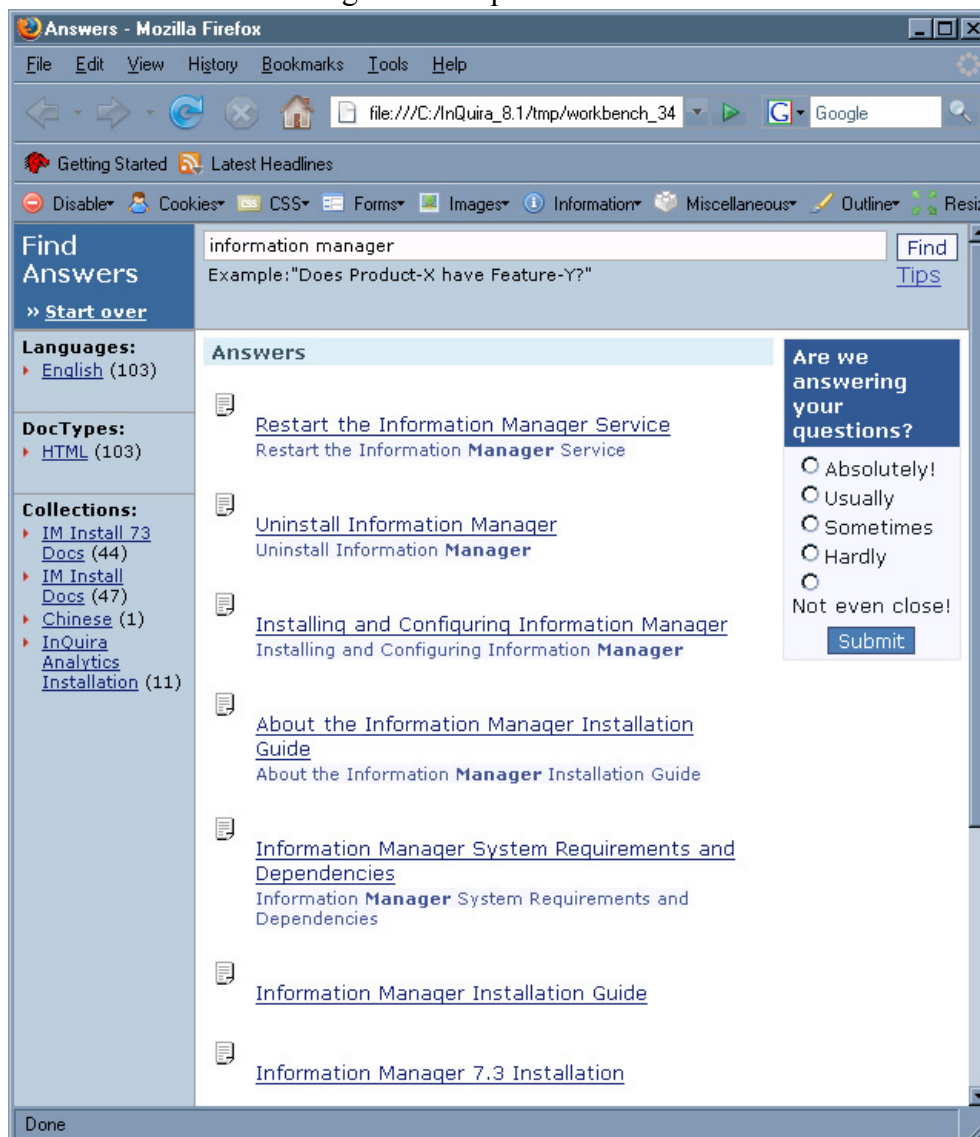 Answers - Mozilla Firefox
File Edit View History Bookmarks Tools Help
file:///C:/InQuira_8.1/tmp/workbench_34 G Google
Getting Started Latest Headlines
Disable Cookies CSS Forms Images Information Miscellaneous Outline Resiz
Find
Answers
» Start over
information manager Find
Example:"Does Product-X have Feature-Y?" Tips
Languages:
English (103)
DocTypes:
HTML (103)
Collections:
IM Install 73
Docs (44)
IM Install
Docs (47)
Chinese (1)
InQuira
Analytics
Installation (11)
Answers
Restart the Information Manager Service
Restart the Information Manager Service
Uninstall Information Manager
Uninstall Information Manager
Installing and Configuring Information Manager
Installing and Configuring Information Manager
About the Information Manager Installation
Guide
About the Information Manager Installation Guide
Information Manager System Requirements and
Dependencies
Information Manager System Requirements and
Dependencies
Information Manager Installation Guide
Information Manager 7.3 Installation
Are we
answering
your
questions?
Absolutely!
Usually
Sometimes
Hardly
Not even close!
Submit
Done